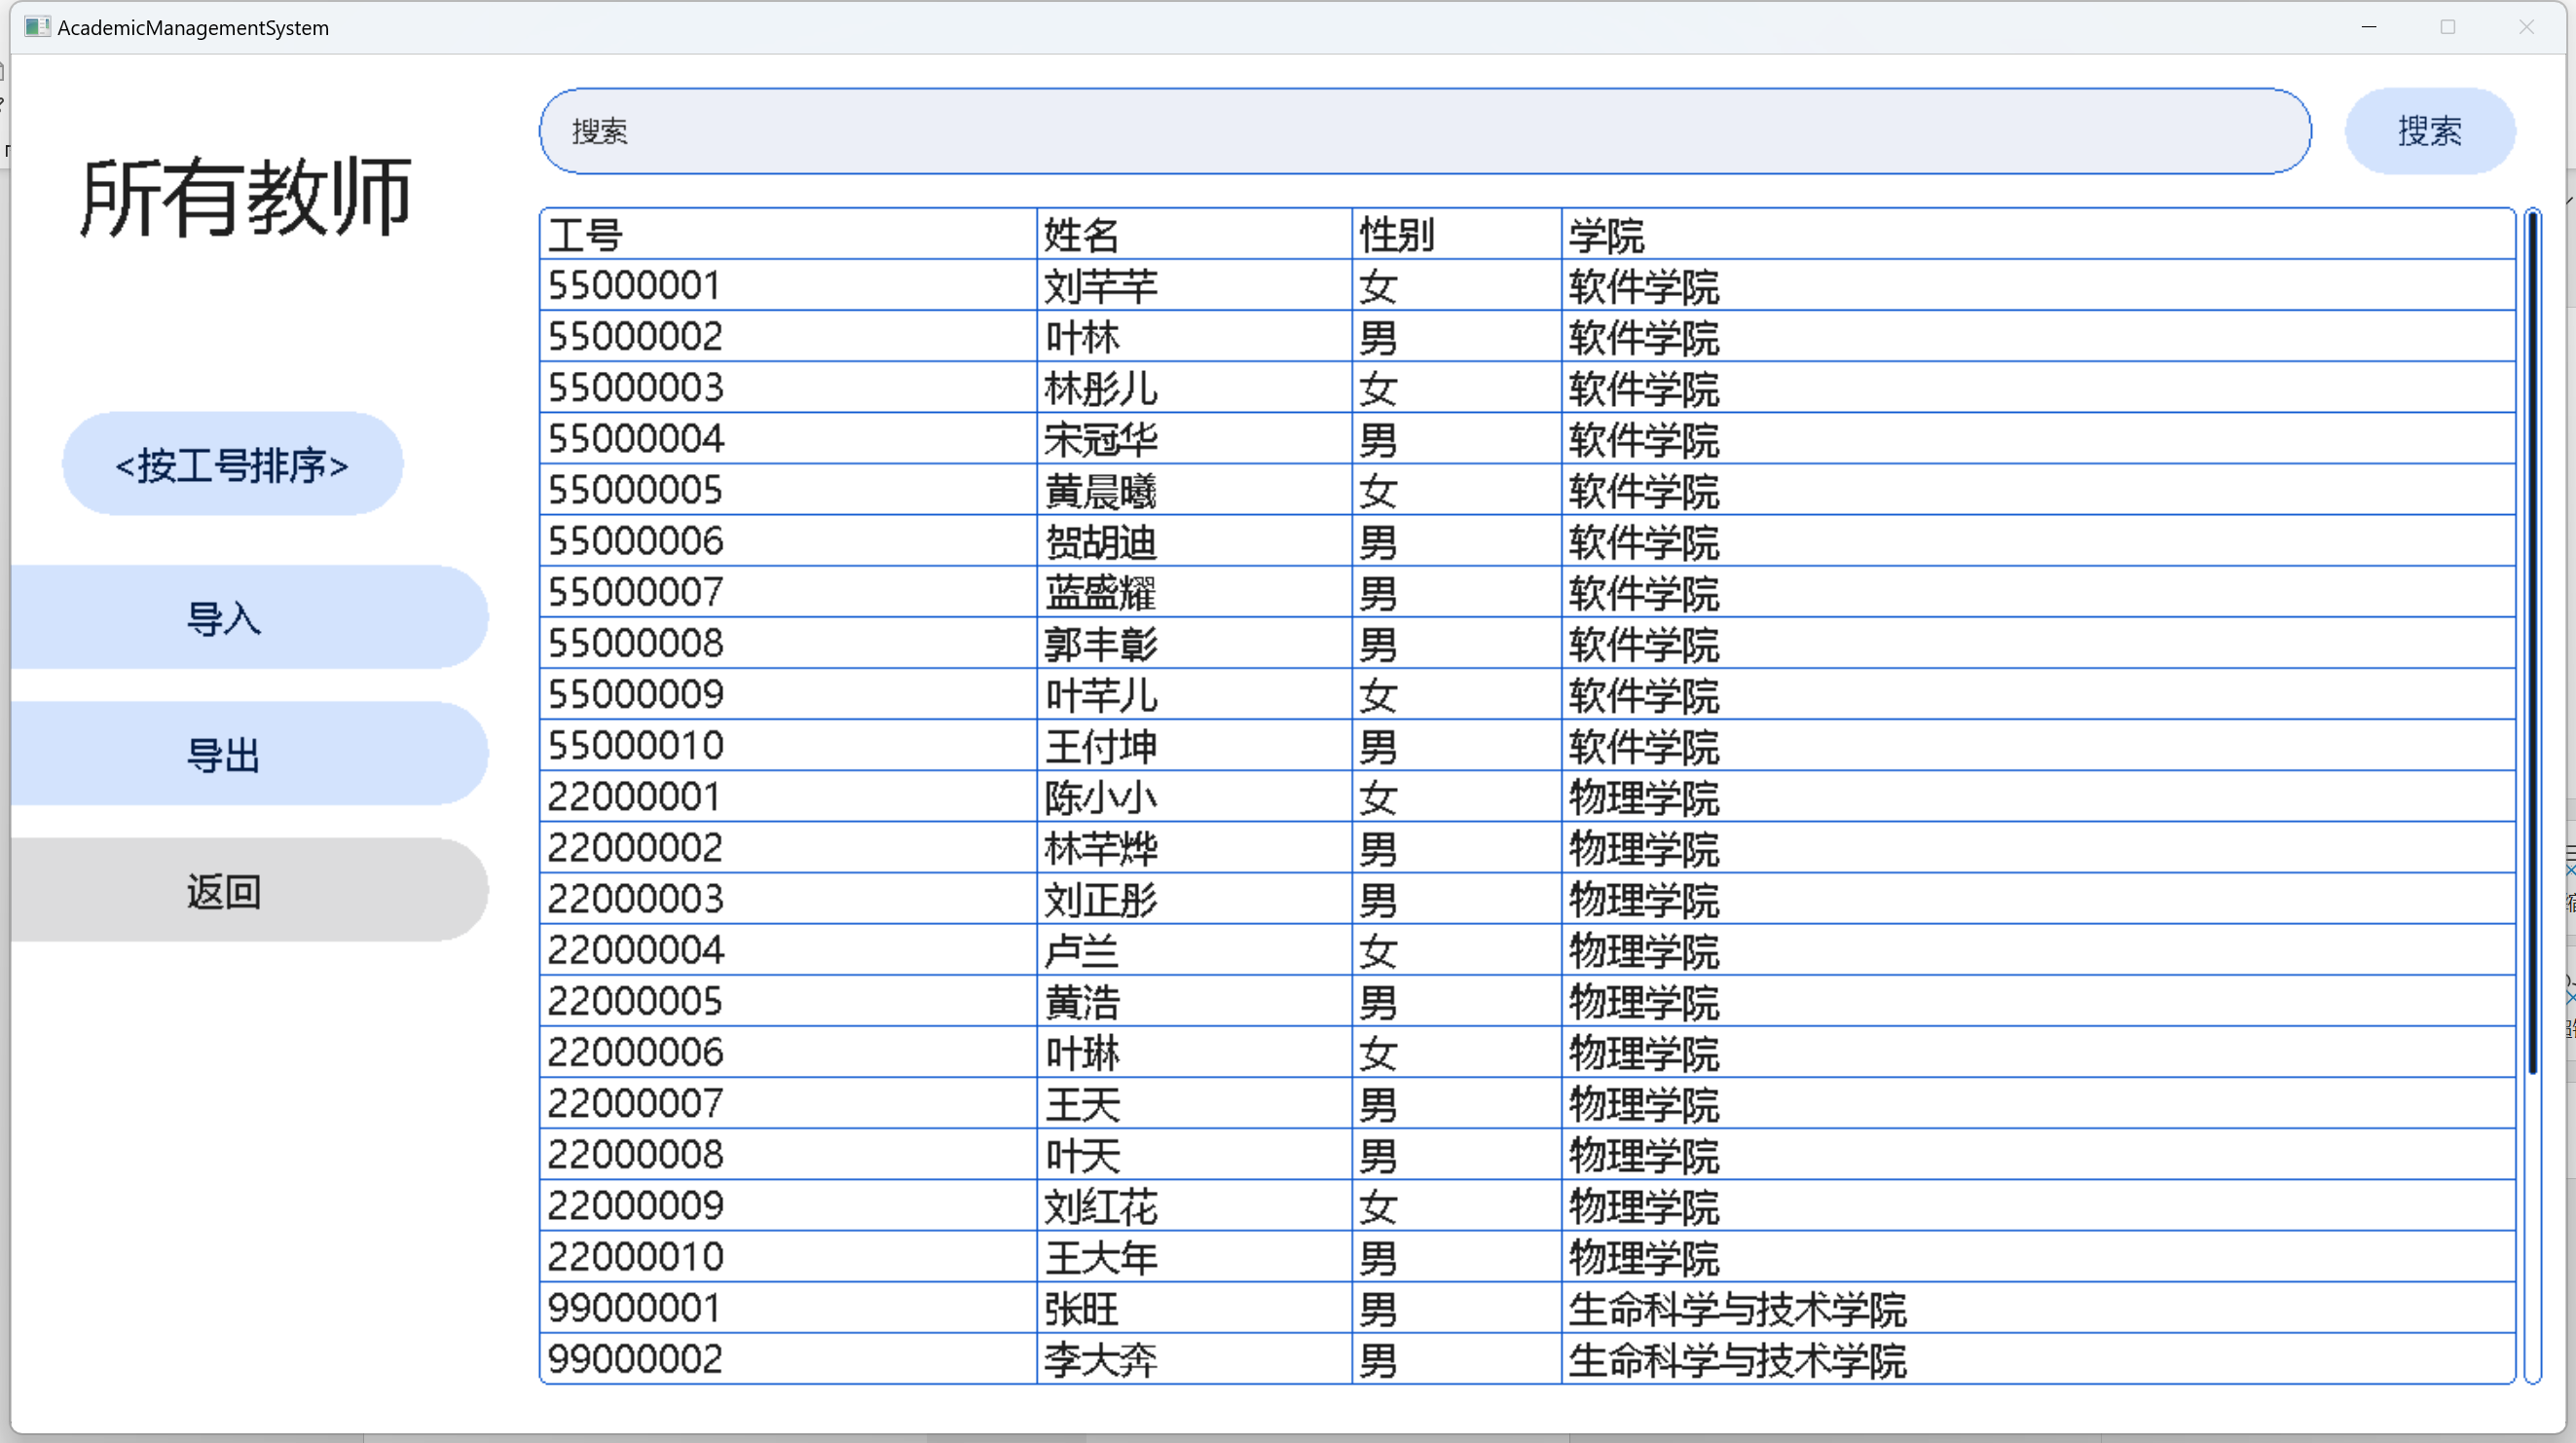 AcademicManagementSystem
所有教师
<按工号排序>
导入
导出
返回
搜索 搜索
工号 姓名 性别 学院
55000001 刘芊芊 女 软件学院
55000002 叶林 男 软件学院
55000003 林彤儿 女 软件学院
55000004 宋冠华 男 软件学院
55000005 黄晨曦 女 软件学院
55000006 贺胡迪 男 软件学院
55000007 蓝盛耀 男 软件学院
55000008 郭丰彰 男 软件学院
55000009 叶芊儿 女 软件学院
55000010 王付坤 男 软件学院
22000001 陈小小 女 物理学院
22000002 林芊烨 男 物理学院
22000003 刘正彤 男 物理学院
22000004 卢兰 女 物理学院
22000005 黄浩 男 物理学院
22000006 叶琳 女 物理学院
22000007 王天 男 物理学院
22000008 叶天 男 物理学院
22000009 刘红花 女 物理学院
22000010 王大年 男 物理学院
99000001 张旺 男 生命科学与技术学院
99000002 李大奔 男 生命科学与技术学院